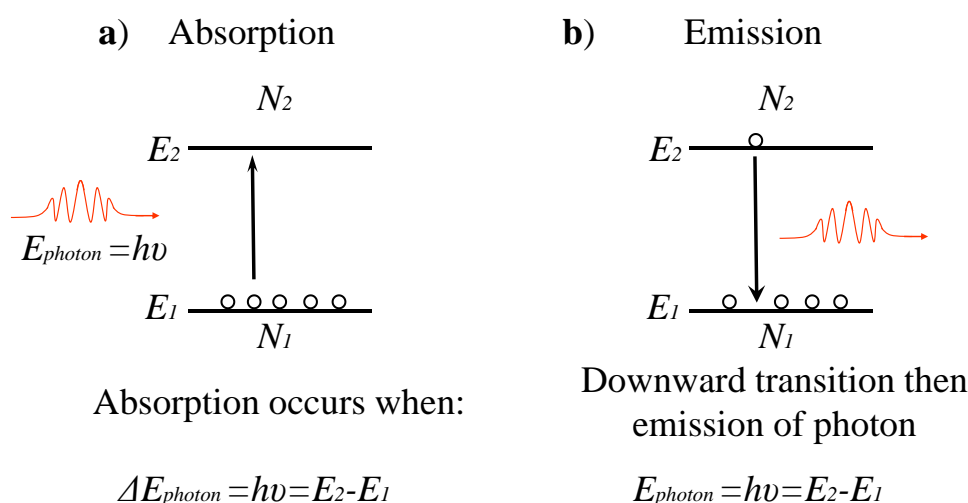 a) Absorption
N2
E2
Ephoton =hυ
E1
N1
Absorption occurs when:
ΔEphoton =hυ=E2-E1
b) Emission
N2
E2
E1
N1
Downward transition then
emission of photon
Ephoton =hυ=E2-E1